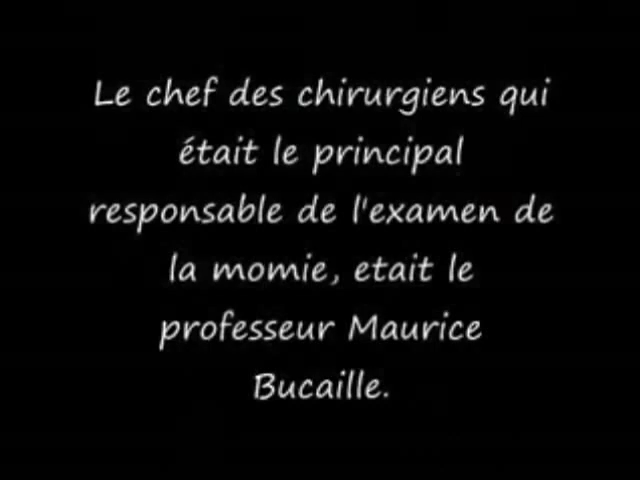 Le chef des chirurgiens qui
était le principal
responsable de l'examen de
la momie, etait le
professeur Maurice
Bucaille.